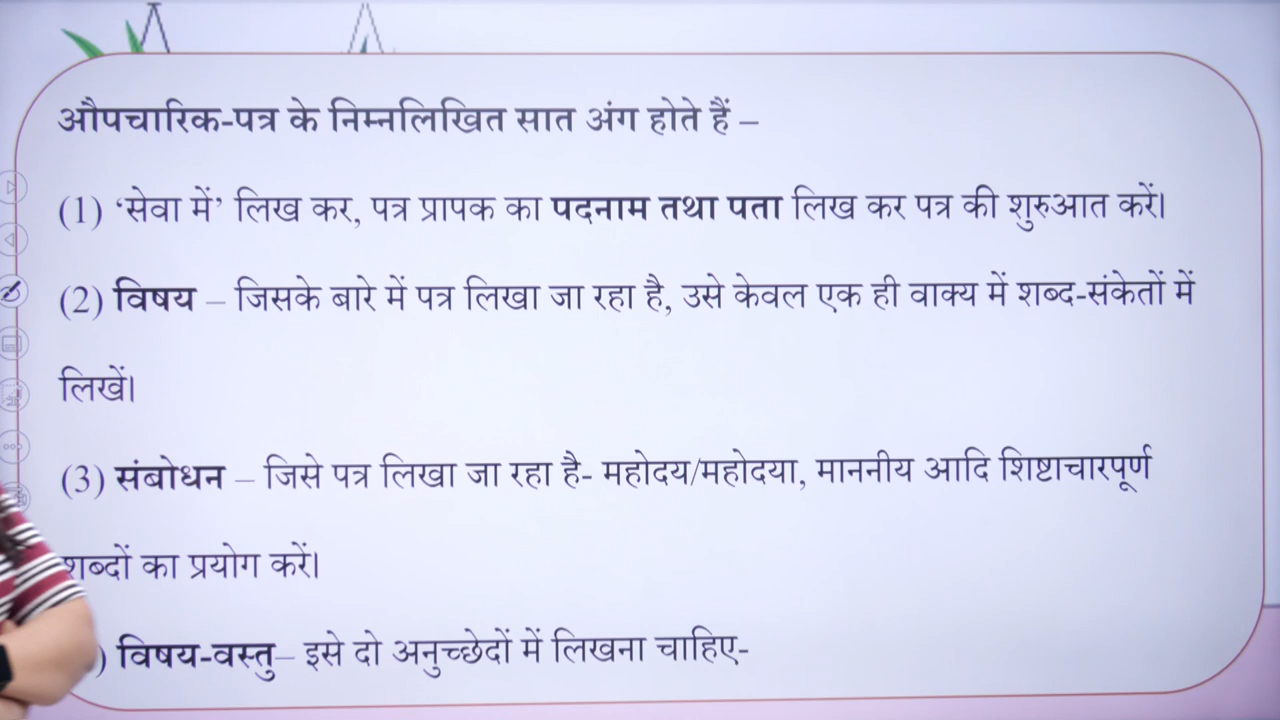 औपचारिक-पत्र के निम्नलिखित सात अंग होते हैं –
(1) ‘सेवा में’ लिख कर, पत्र प्रापक का पदनाम तथा पता लिख कर पत्र की शुरुआत करें।
(2) विषय – जिसके बारे में पत्र लिखा जा रहा है, उसे केवल एक ही वाक्य में शब्द-संकेतों में
लिखें।
(3) संबोधन – जिसे पत्र लिखा जा रहा है- महोदय/महोदया, माननीय आदि शिष्टाचारपूर्ण
शब्दों का प्रयोग करें।
) विषय-वस्तु– इसे दो अनुच्छेदों में लिखना चाहिए-